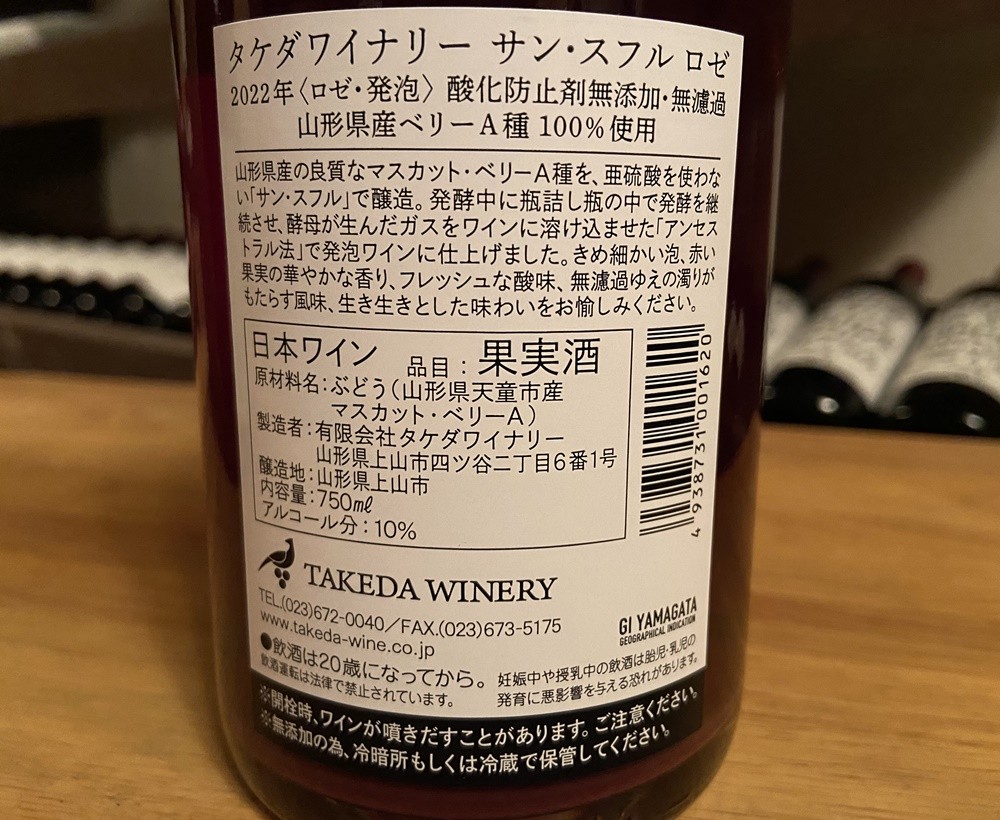 タケダワイナリー サン・スフル ロゼ
2022年〈ロゼ・発泡〉 酸化防止剤無添加・無濾過
山形県産ベリーA種 100%使用
山形県産の良質なマスカット・ベリーA種を、亜硫酸を使わな
い「サン・スフル」で醸造。発酵中に瓶詰し瓶の中で発酵を継
続させ、酵母が生んだガスをワインに溶け込ませた「アンセス
トラル法」で発泡ワインに仕上げました。きめ細かい泡、赤い
果実の華やかな香り、フレッシュな酸味、無濾過ゆえの濁りが
もたらす風味、生き生きとした味わいをお愉しみください。
日本ワイン 品目：果実酒
原材料名：ぶどう（山形県天童市産
マスカット・ベリーA）
製造者：有限会社タケダワイナリー
山形県上山市四ツ谷二丁目6番1号
醸造地：山形県上山市
内容量：750㎖
アルコール分：10%
4938731001620
TAKEDA WINERY
TEL.(023)672-0040／FAX.(023)673-5175
www.takeda-wine.co.jp
GI YAMAGATA
GEOGRAPHICAL INDICATION
●飲酒は20歳になってから。
飲酒運転は法律で禁止されています。
妊娠中や授乳中の飲酒は胎児・乳児の
発育に悪影響を与える恐れがあります。
※開栓時、ワインが噴きだすことがあります。ご注意ください。
※無添加の為、冷暗所もしくは冷蔵で保管してください。